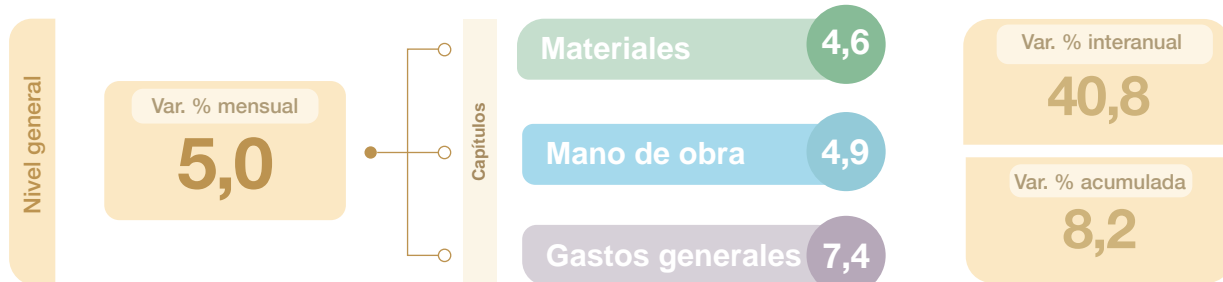 Nivel general
Var. % mensual
5,0
Capítulos
Materiales 4,6
Mano de obra 4,9
Gastos generales 7,4
Var. % interanual
40,8
Var. % acumulada
8,2